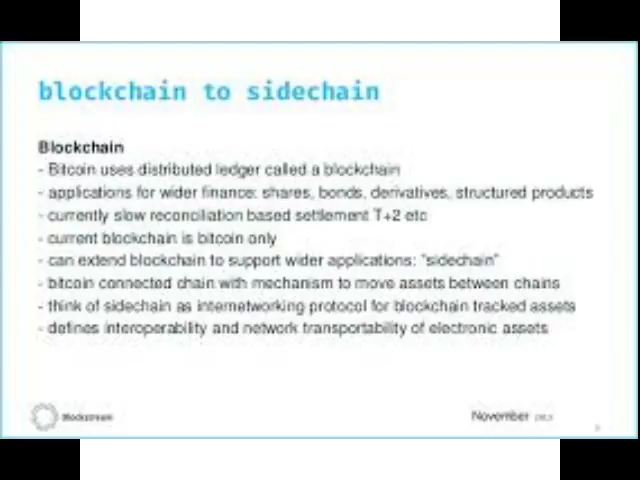 blockchain to sidechain
Blockchain
- Bitcoin uses distributed ledger called a blockchain
- applications for wider finance: shares, bonds, derivatives, structured products
- currently slow reconciliation based settlement T+2 etc
- current blockchain is bitcoin only
- can extend blockchain to support wider applications: "sidechain"
- bitcoin connected chain with mechanism to move assets between chains
- think of sidechain as internetworking protocol for blockchain tracked assets
- defines interoperability and network transportability of electronic assets
Blockstream
November